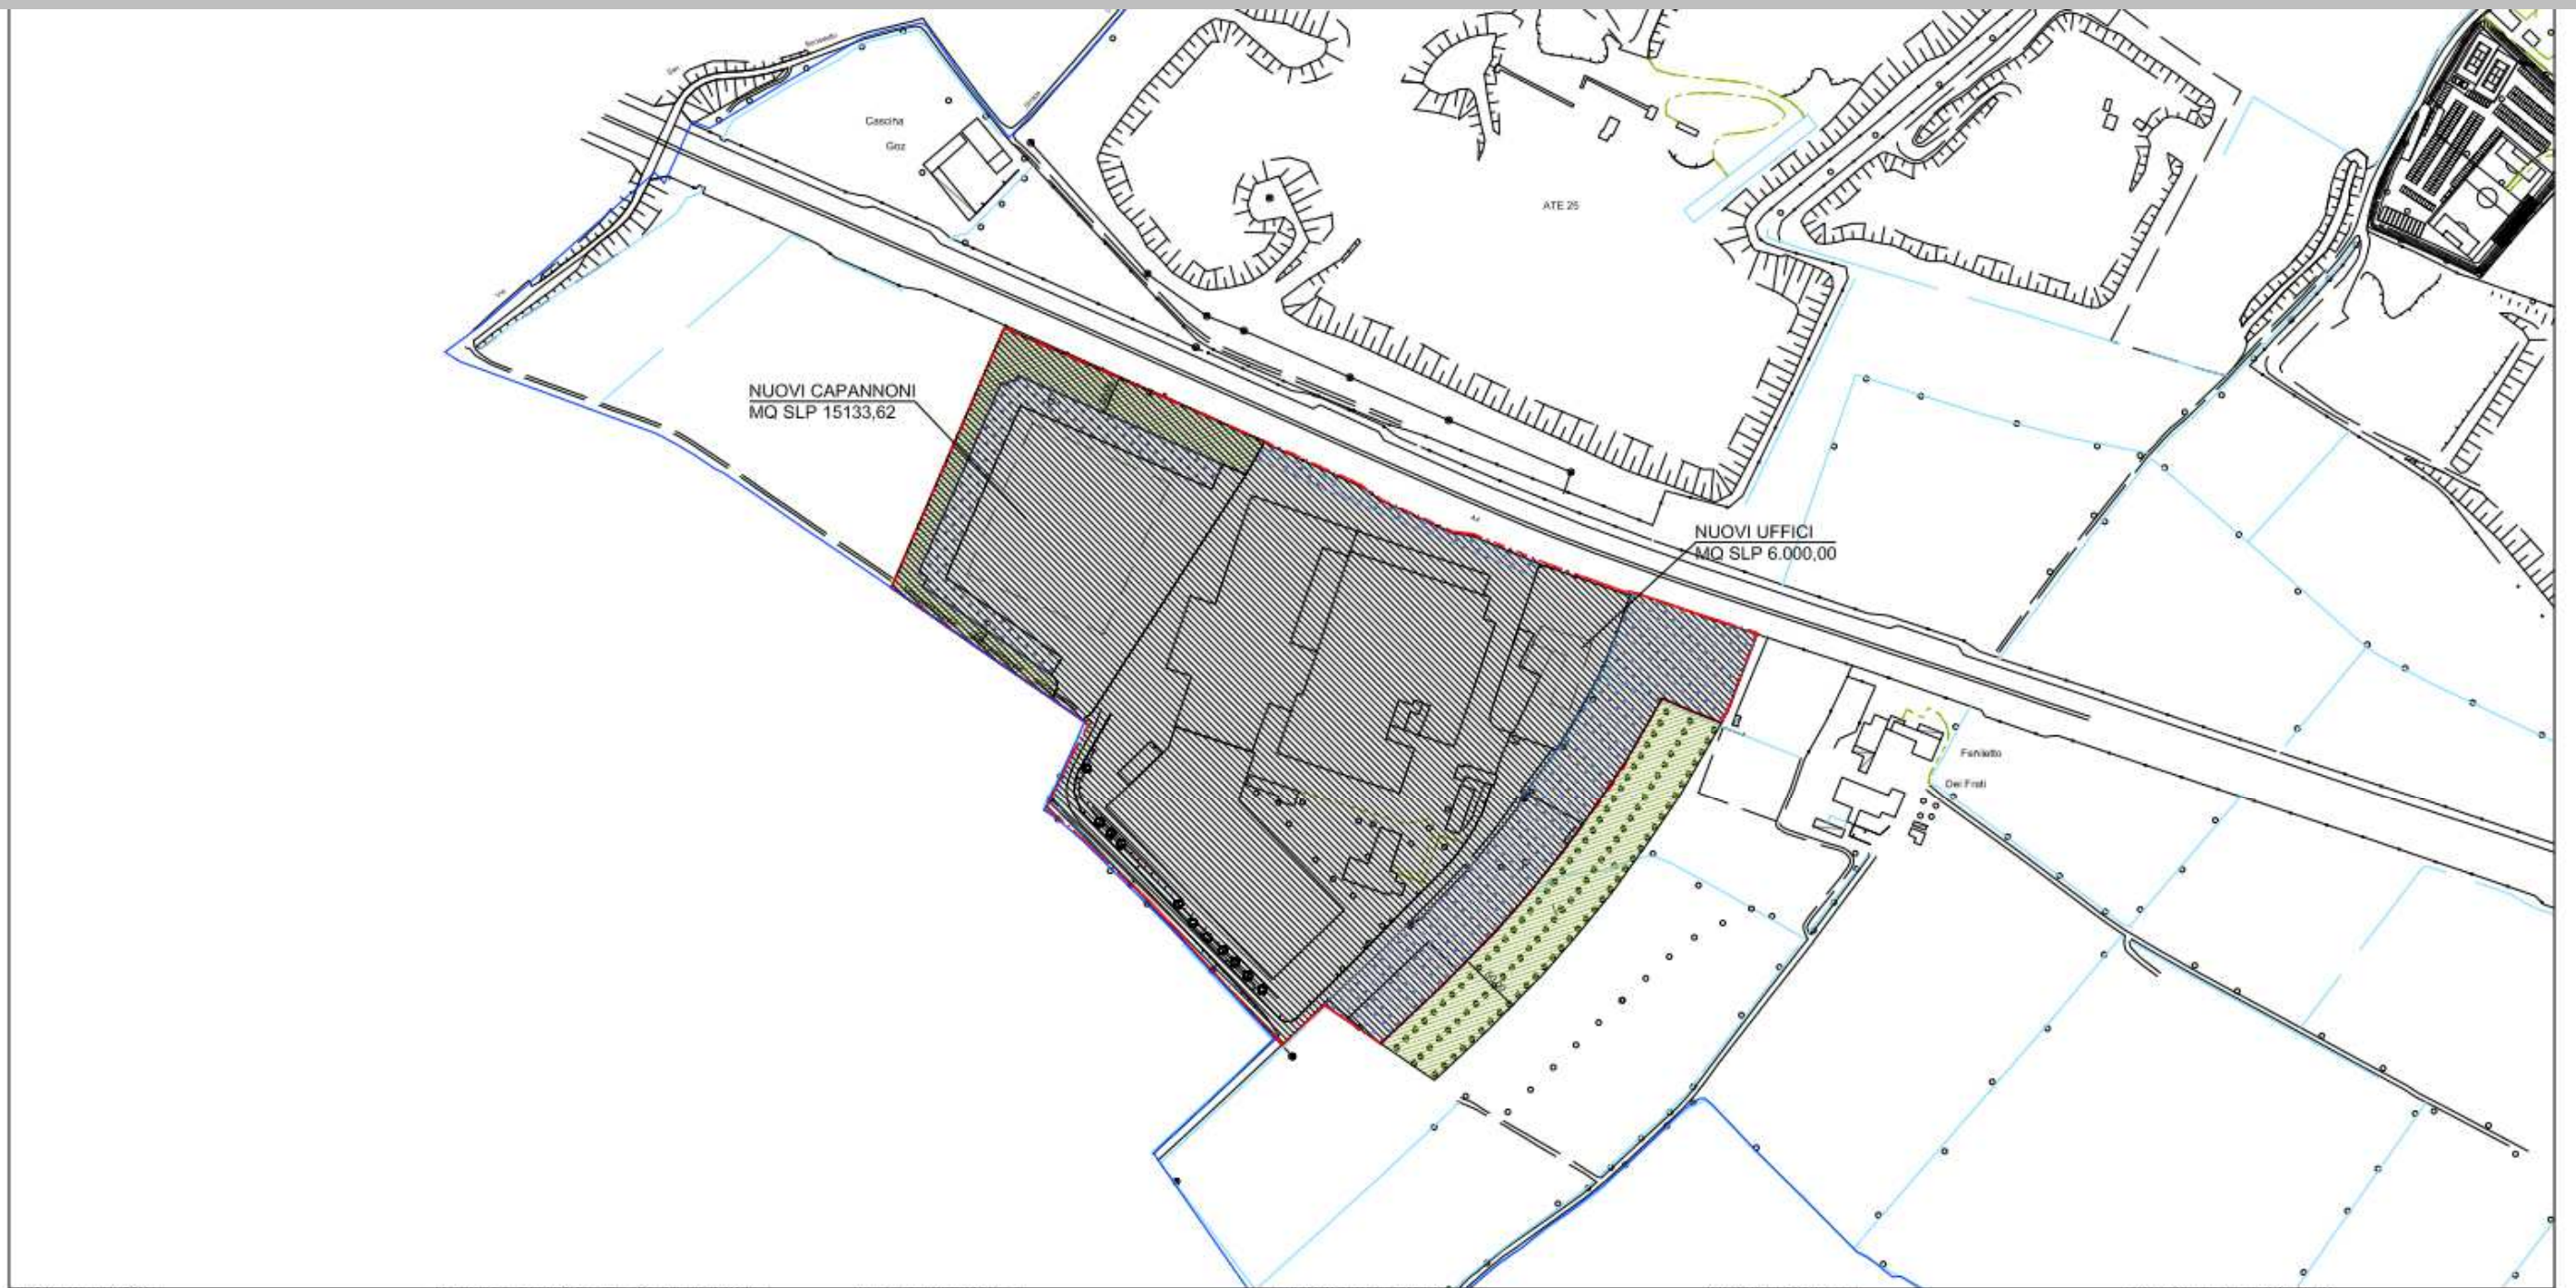 Cascina
Goz
ATE 25
NUOVI CAPANNONI
MQ SLP 15133,62
NUOVI UFFICI
MQ SLP 6.000,00
Feniletto
Dei Frati